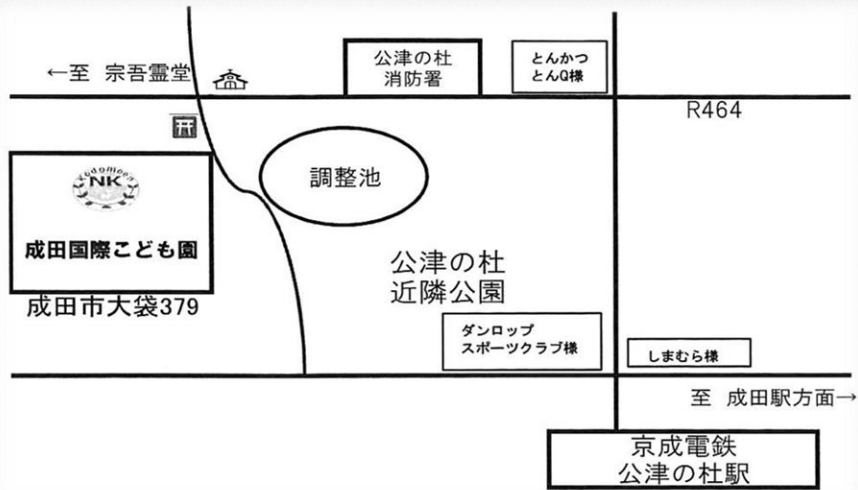 ←至 宗吾霊堂
公津の杜
消防署
とんかつ
とんQ様
R464
Kodomoen
NK
調整池
成田国際こども園
成田市大袋379
公津の杜
近隣公園
ダンロップ
スポーツクラブ様
しまむら様
至 成田駅方面→
京成電鉄
公津の杜駅